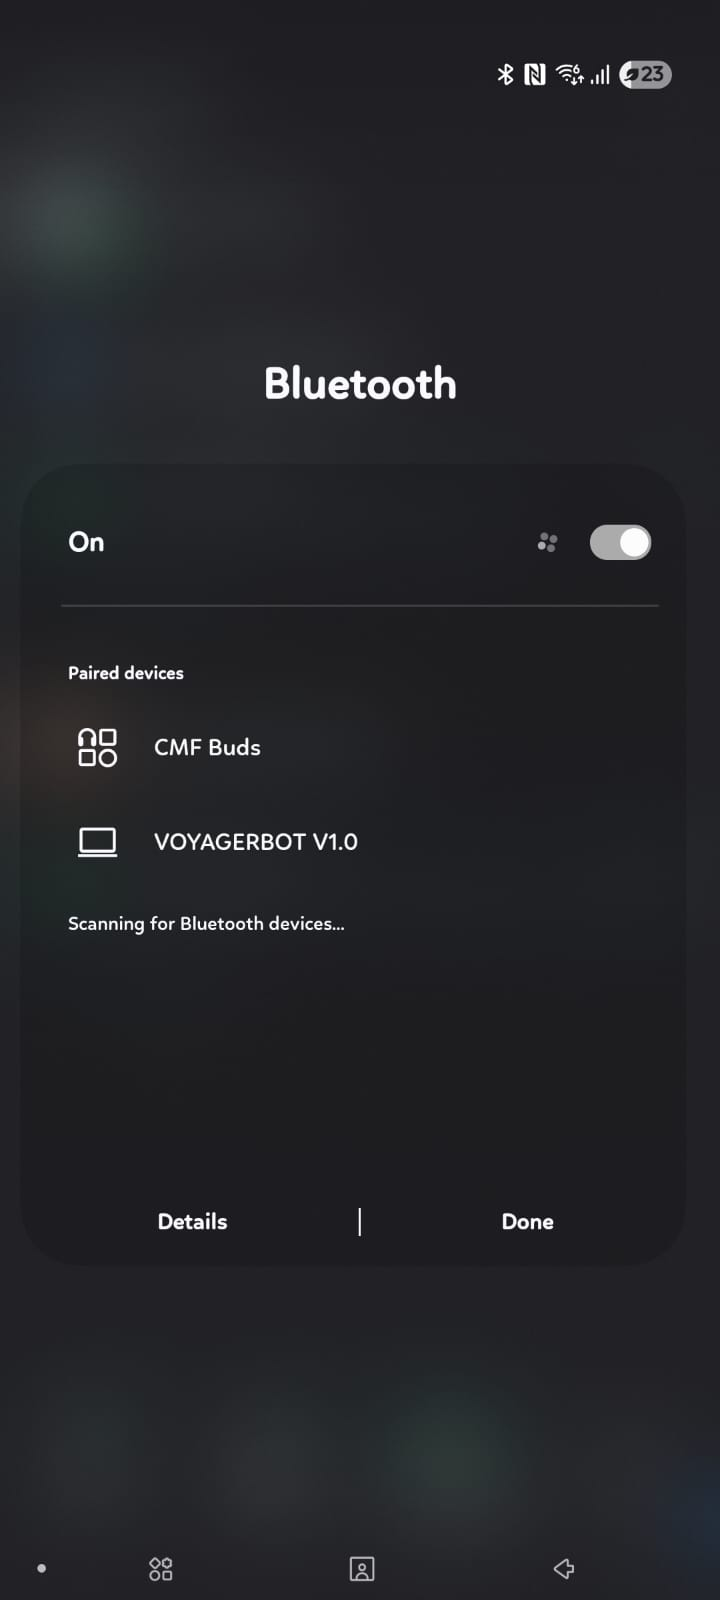 23
Bluetooth
On
Paired devices
CMF Buds
VOYAGERBOT V1.0
Scanning for Bluetooth devices...
Details | Done